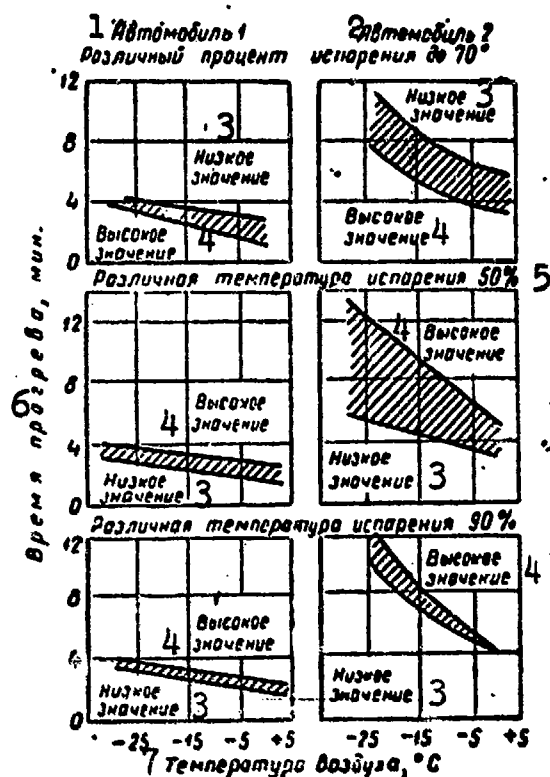 1 Автомобиль 1 2 Автомобиль 2
Различный процент испарения до 70°
12 3 Низкое значение
8 3 Низкое значение
4 Высокое значение 4 Высокое значение 4
0
Различная температура испарения 50% 5
12 4 Высокое значение
8 4 Высокое значение
4
0 Низкое значение 3 Низкое значение 3
Различная температура испарения 90%
12 Высокое значение 4
8 4 Высокое значение
Низкое значение 3 Низкое значение 3
0
-25 -15 -5 +5 -25 -15 -5 +5
7 Температура воздуха, °C
6 Время прогрева, мин.